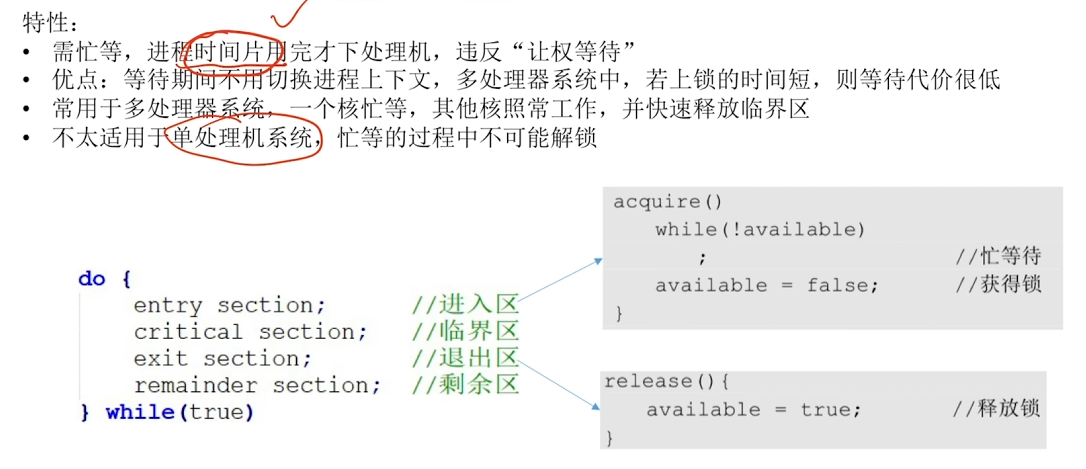 特性：
• 需忙等，进程时间片用完才下处理机，违反“让权等待”
• 优点：等待期间不用切换进程上下文，多处理器系统中，若上锁的时间短，则等待代价很低
• 常用于多处理器系统，一个核忙等，其他核照常工作，并快速释放临界区
• 不太适用于单处理机系统，忙等的过程中不可能解锁
acquire()
while(!available)
; //忙等待
available = false; //获得锁
}
do {
entry section; //进入区
critical section; //临界区
exit section; //退出区
remainder section; //剩余区
} while(true)
release(){
available = true; //释放锁
}